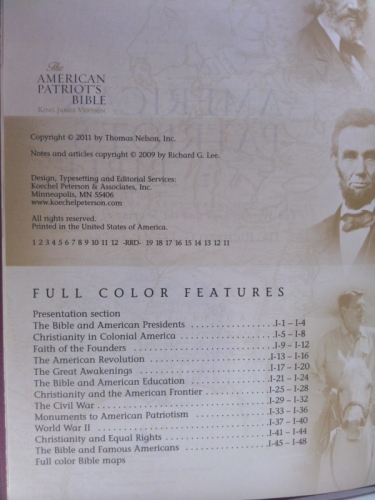 The
AMERICAN
PATRIOT'S
BIBLE
KING JAMES VERSION
Copyright © 2011 by Thomas Nelson, Inc.
Notes and articles copyright © 2009 by Richard G. Lee.
Design, Typesetting and Editorial Services:
Koechel Peterson & Associates, Inc.
Minneapolis, MN 55406
www.koechelpeterson.com
All rights reserved.
Printed in the United States of America.
1 2 3 4 5 6 7 8 9 10 11 12 -RRD- 19 18 17 16 15 14 13 12 11
FULL COLOR FEATURES
Presentation section
The Bible and American Presidents .................I-1 – I-4
Christianity in Colonial America ...................I-5 – I-8
Faith of the Founders ...........................I-9 – I-12
The American Revolution .......................I-13 – I-16
The Great Awakenings .........................I-17 – I-20
The Bible and American Education ..............I-21 – I-24
Christianity and the American Frontier ............I-25 – I-28
The Civil War .................................I-29 – I-32
Monuments to American Patriotism ..............I-33 – I-36
World War II .................................I-37 – I-40
Christianity and Equal Rights ....................I-41 – I-44
The Bible and Famous Americans ................I-45 – I-48
Full color Bible maps